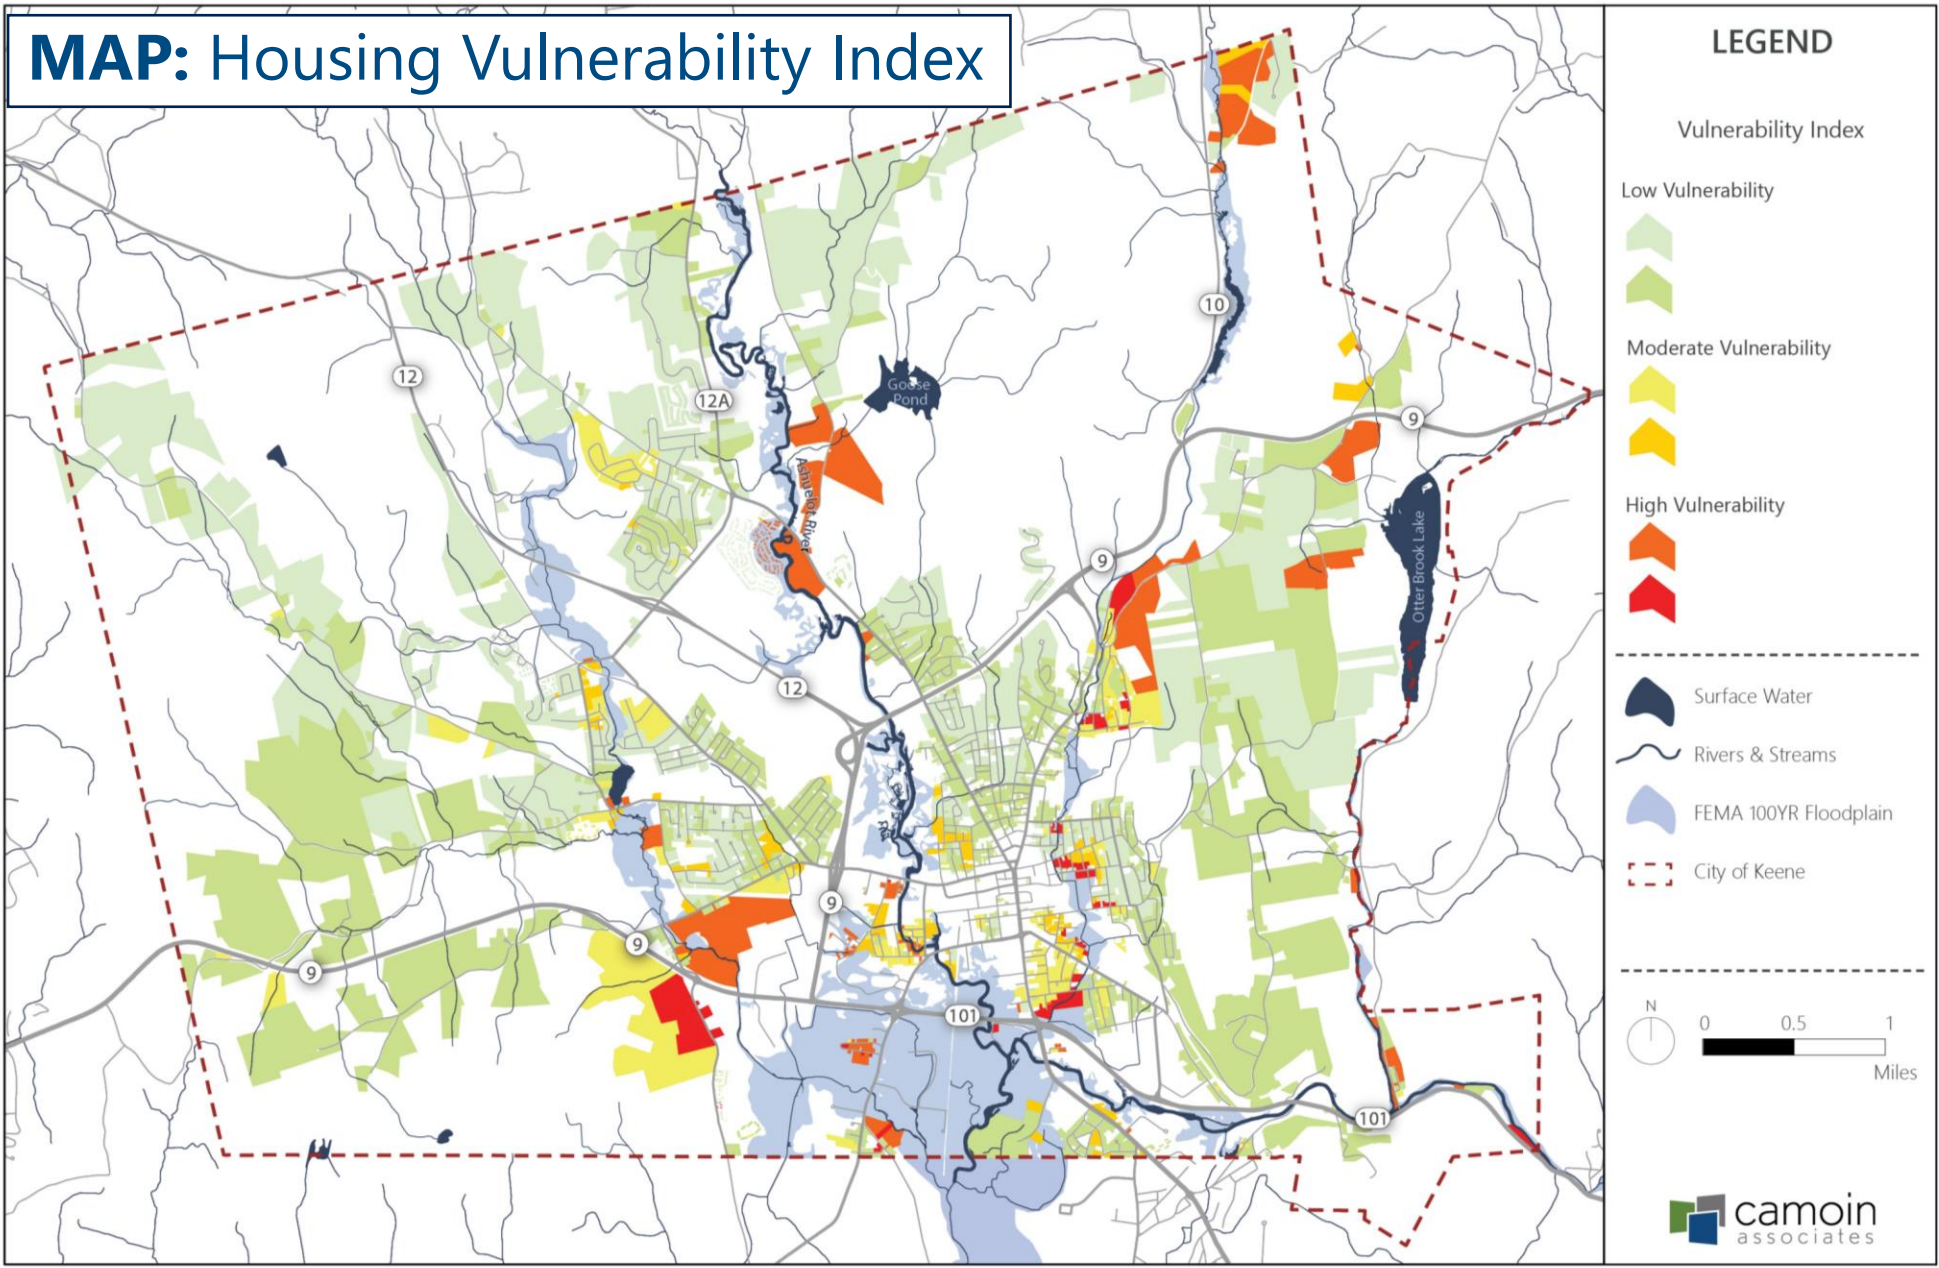 MAP: Housing Vulnerability Index
10
12
12A
Goose
Pond
9
Ashuelot River
Otter Brook Lake
9
12
9
9
9
101
101
LEGEND
Vulnerability Index
Low Vulnerability
Moderate Vulnerability
High Vulnerability
Surface Water
Rivers & Streams
FEMA 100YR Floodplain
City of Keene
N
0 0.5 1
Miles
camoin
associates